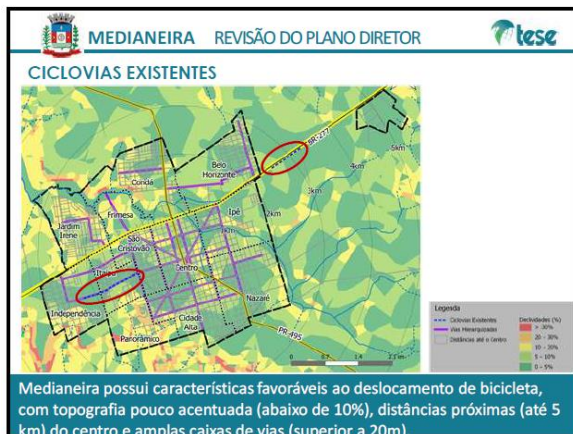 MEDIANEIRA REVISÃO DO PLANO DIRETOR
tese
CICLOVIAS EXISTENTES
BR-277
5km
4km
3km
2km
Belo
Horizonte
Condá
Frimesa
Ipê
Jardim
Irene
São
Cristóvão
Centro
Itaipu
Independência
Nazaré
Cidade
Alta
Panorâmico
PR-495
Legenda
Ciclovias Existentes
Vias Hierarquizadas
Distâncias até o Centro
Declividades (%)
> 30%
20 - 30%
10 - 20%
5 - 10%
0 - 5%
Medianeira possui características favoráveis ao deslocamento de bicicleta,
com topografia pouco acentuada (abaixo de 10%), distâncias próximas (até 5
km) do centro e amplas caixas de vias (superior a 20m)